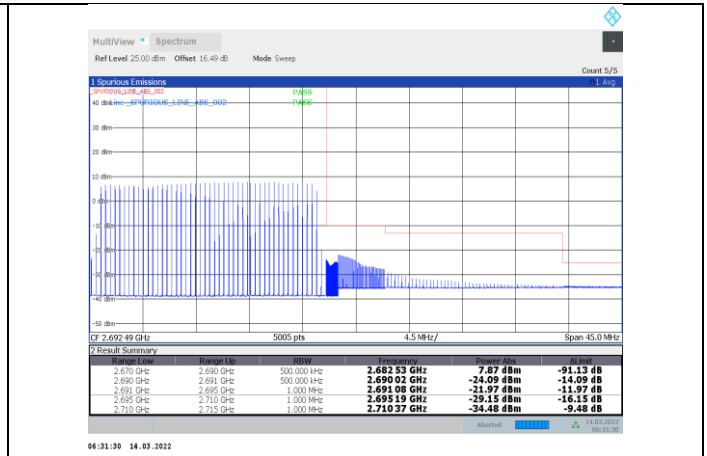 MultiView Spectrum
Ref Level 25.00 dBm Offset 16.49 dB Mode Sweep
Count 5/5
1 Spurious Emissions 1 Avg
_SPURIOUS_LINE_ABS_002 PASS
40 dBm Line _SPURIOUS_LINE_ABS_002 PASS
30 dBm
20 dBm
10 dBm
0 dBm
-10 dBm
-20 dBm
-30 dBm
-40 dBm
-50 dBm
CF 2.692 49 GHz 5005 pts 4.5 MHz/ Span 45.0 MHz
2 Result Summary
Range Low Range Up RBW Frequency Power Abs ΔLimit
2.670 GHz 2.690 GHz 500.000 kHz 2.682 53 GHz 7.87 dBm -91.13 dB
2.690 GHz 2.691 GHz 500.000 kHz 2.690 002 GHz -24.09 dBm -14.09 dB
2.691 GHz 2.695 GHz 1.000 MHz 2.691 08 GHz -21.97 dBm -11.97 dB
2.695 GHz 2.710 GHz 1.000 MHz 2.695 19 GHz -29.15 dBm -16.15 dB
2.710 GHz 2.715 GHz 1.000 MHz 2.710 37 GHz -34.48 dBm -9.48 dB
Aborted 14.03.2022
06:31:30
06:31:30 14.03.2022